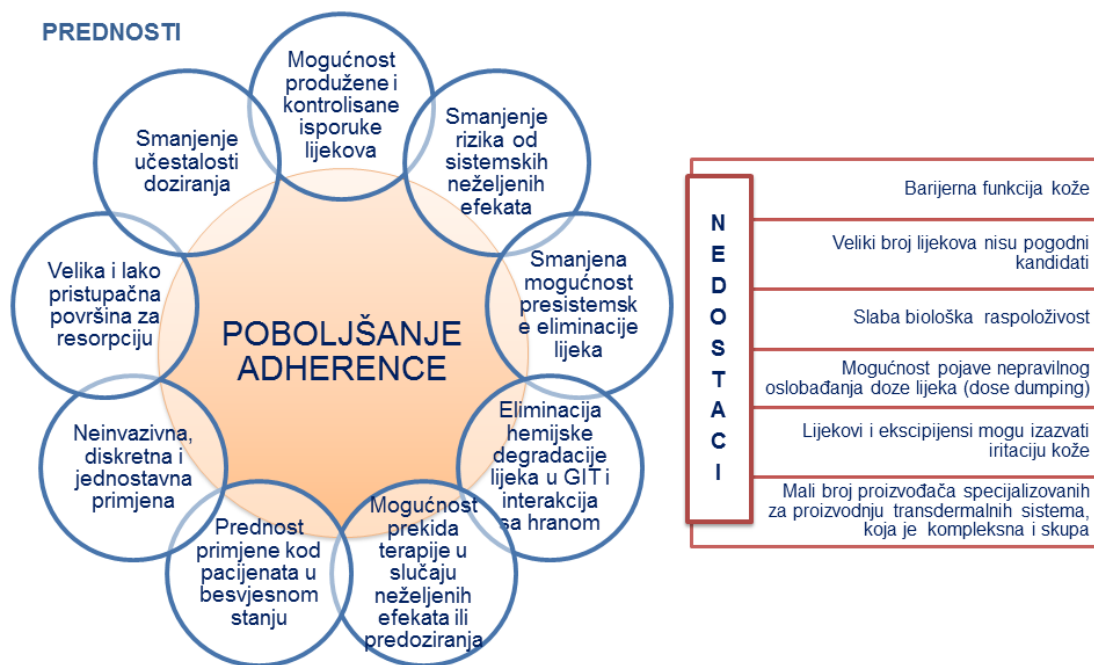 PREDNOSTI
Mogućnost
produžene i
kontrolisane
isporuke
lijekova
Smanjenje
rizika od
sistemskih
neželjenih
efekata
Smanjena
mogućnost
presistemsk
e eliminacije
lijeka
Eliminacija
hemijske
degradacije
lijeka u GIT i
interakcija
sa hranom
Mogućnost
prekida
terapije u
slučaju
neželjenih
efekata ili
predoziranja
Prednost
primjene kod
pacijenata u
besvjesnom
stanju
Neinvazivna,
diskretna i
jednostavna
primjena
Velika i lako
pristupačna
površina za
resorpciju
Smanjenje
učestalosti
doziranja
POBOLJŠANJE
ADHERENCE
N
E
D
O
S
T
A
C
I
Barijerna funkcija kože
Veliki broj lijekova nisu pogodni
kandidati
Slaba biološka raspoloživost
Mogućnost pojave nepravilnog
oslobađanja doze lijeka (dose dumping)
Lijekovi i ekscipijensi mogu izazvati
iritaciju kože
Mali broj proizvođača specijalizovanih
za proizvodnju transdermalnih sistema,
koja je kompleksna i skupa